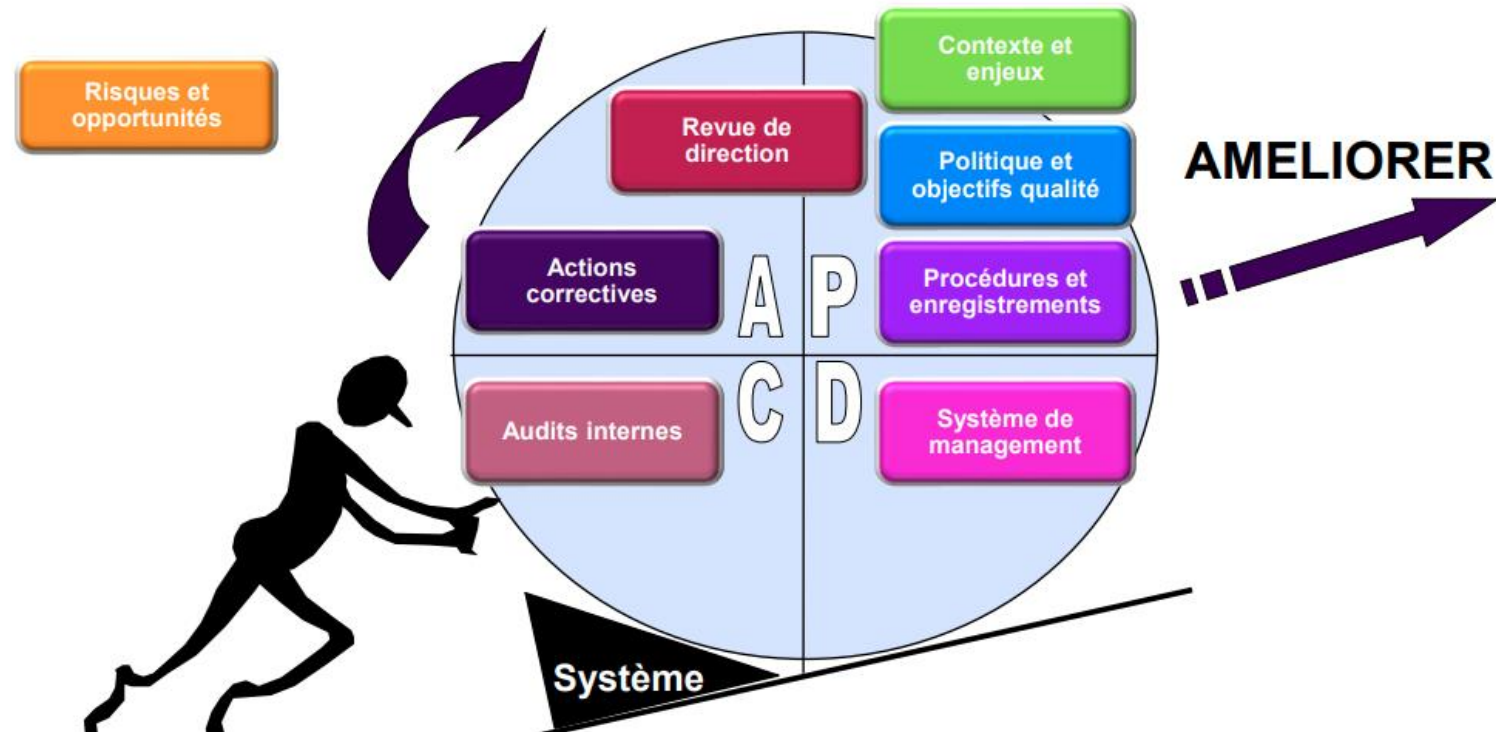 Risques et
opportunités
Revue de
direction
Contexte et
enjeux
Politique et
objectifs qualité
AMELIORER
Actions
correctives
A P
Procédures et
enregistrements
Audits internes
C D
Système de
management
Système